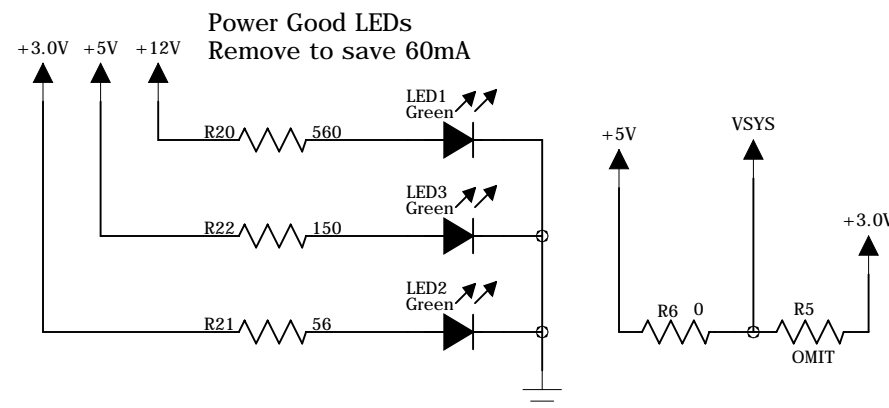 Power Good LEDs
Remove to save 60mA
+3.0V +5V +12V
LED1
Green
R20 560
+5V
VSYS
LED3
Green
R22 150
+3.0V
LED2
Green
R21 56
R6 0
R5
OMIT